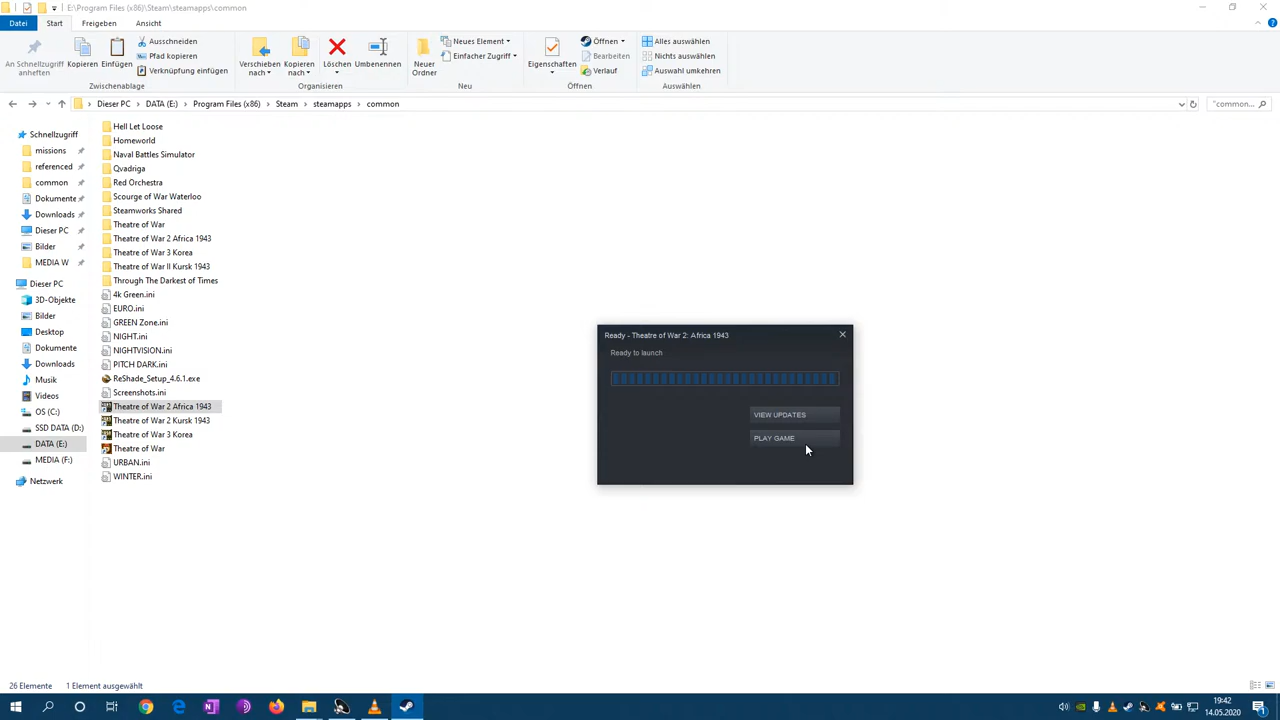 E:\Program Files (x86)\Steam\steamapps\common
Datei Start Freigeben Ansicht
An Schnellzugriff anheften
Kopieren
Einfügen
Ausschneiden
Pfad kopieren
Verknüpfung einfügen
Zwischenablage
Verschieben nach
Kopieren nach
Löschen
Umbenennen
Organisieren
Neuer Ordner
Neues Element
Einfacher Zugriff
Neu
Eigenschaften
Öffnen
Bearbeiten
Verlauf
Öffnen
Alles auswählen
Nichts auswählen
Auswahl umkehren
Auswählen
Dieser PC > DATA (E:) > Program Files (x86) > Steam > steamapps > common
"common...
Schnellzugriff
missions
referenced
common
Dokumente
Downloads
Dieser PC
Bilder
MEDIA W
Dieser PC
3D-Objekte
Bilder
Desktop
Dokumente
Downloads
Musik
Videos
OS (C:)
SSD DATA (D:)
DATA (E:)
MEDIA (F:)
Netzwerk
Hell Let Loose
Homeworld
Naval Battles Simulator
Qvadriga
Red Orchestra
Scourge of War Waterloo
Steamworks Shared
Theatre of War
Theatre of War 2 Africa 1943
Theatre of War 3 Korea
Theatre of War II Kursk 1943
Through The Darkest of Times
4k Green.ini
EURO.ini
GREEN Zone.ini
NIGHT.ini
NIGHTVISION.ini
PITCH DARK.ini
ReShade_Setup_4.6.1.exe
Screenshots.ini
Theatre of War 2 Africa 1943
Theatre of War 2 Kursk 1943
Theatre of War 3 Korea
Theatre of War
URBAN.ini
WINTER.ini
Ready - Theatre of War 2: Africa 1943
Ready to launch
VIEW UPDATES
PLAY GAME
26 Elemente 1 Element ausgewählt
19:42
14.05.2020